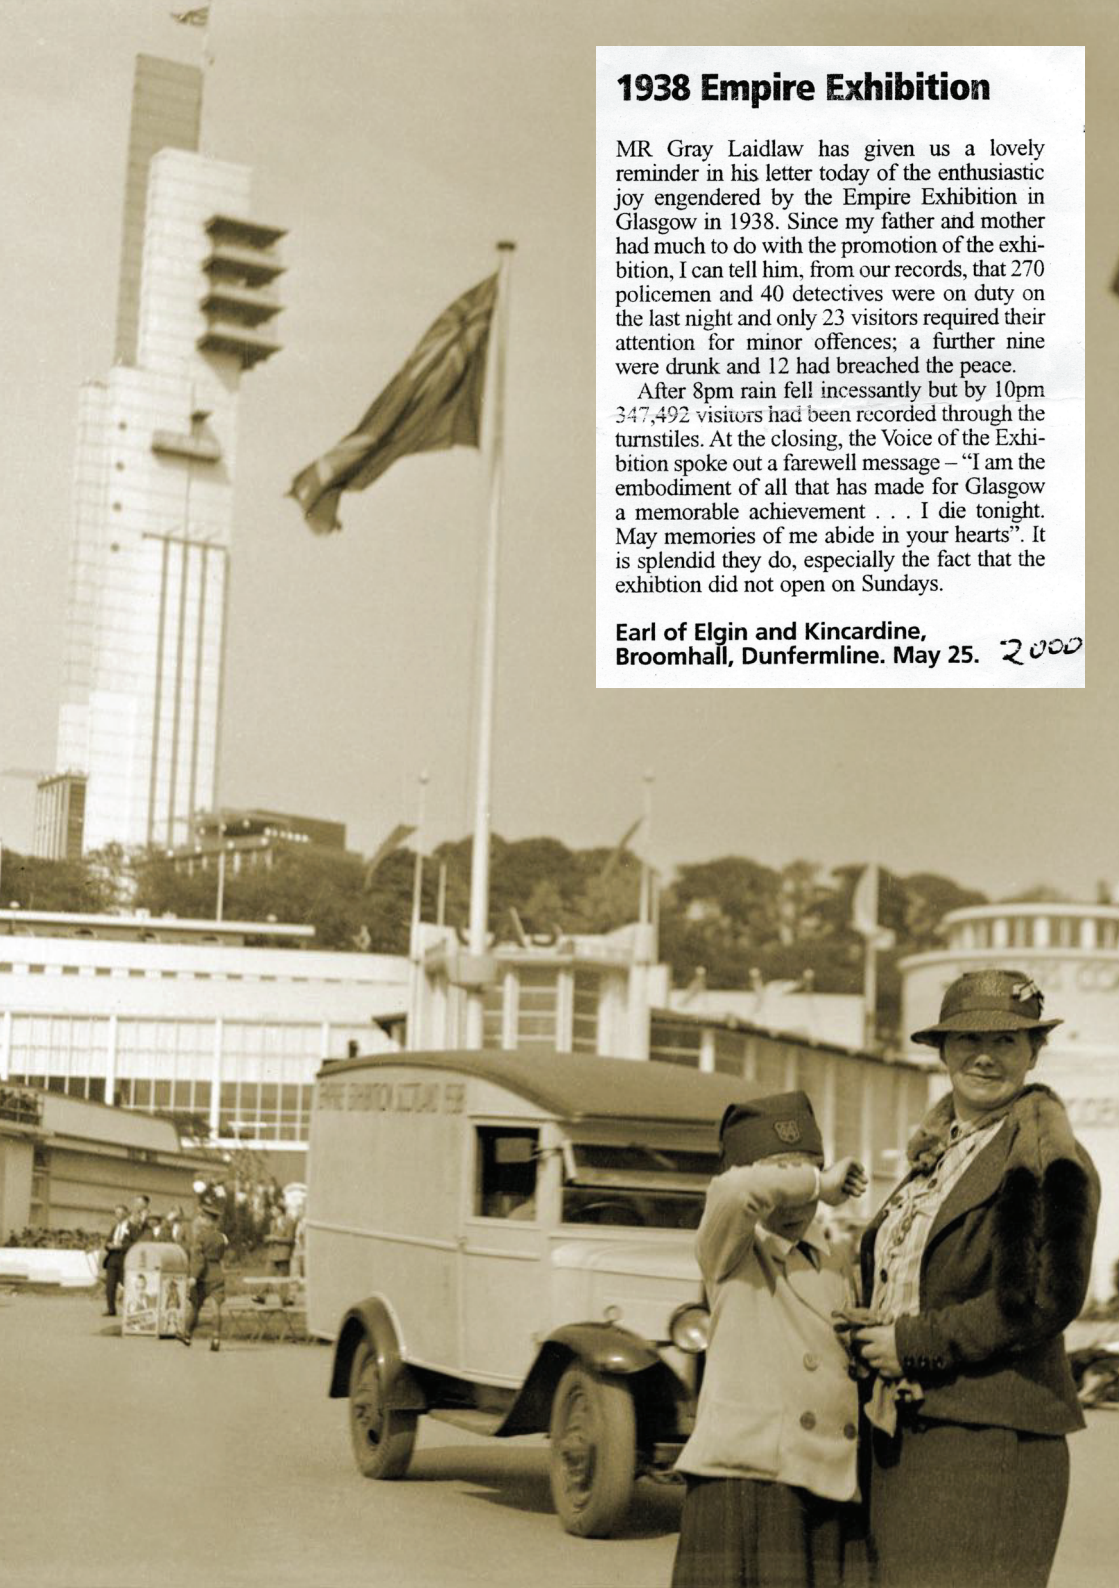 1938 Empire Exhibition
MR Gray Laidlaw has given us a lovely
reminder in his letter today of the enthusiastic
joy engendered by the Empire Exhibition in
Glasgow in 1938. Since my father and mother
had much to do with the promotion of the exhi-
bition, I can tell him, from our records, that 270
policemen and 40 detectives were on duty on
the last night and only 23 visitors required their
attention for minor offences; a further nine
were drunk and 12 had breached the peace.
After 8pm rain fell incessantly but by 10pm
347,492 visitors had been recorded through the
turnstiles. At the closing, the Voice of the Exhi-
bition spoke out a farewell message – “I am the
embodiment of all that has made for Glasgow
a memorable achievement . . . I die tonight.
May memories of me abide in your hearts”. It
is splendid they do, especially the fact that the
exhibtion did not open on Sundays.
Earl of Elgin and Kincardine,
Broomhall, Dunfermline. May 25. 2000